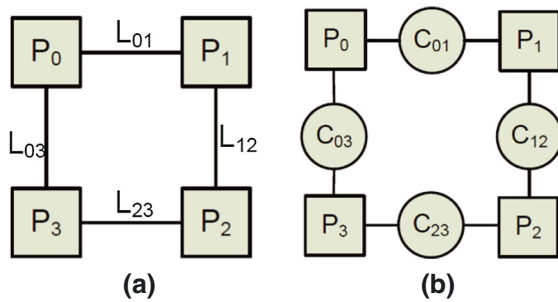 P₀ L₀₁ P₁
L₀₃ L₁₂
P₃ L₂₃ P₂
(a)
P₀ C₀₁ P₁
C₀₃ C₁₂
P₃ C₂₃ P₂
(b)